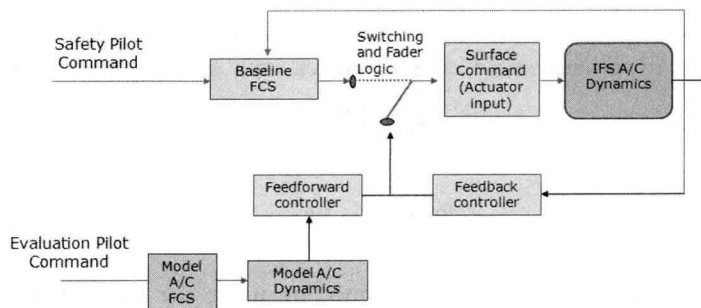 Safety Pilot
Command
Baseline
FCS
Switching
and Fader
Logic
Surface
Command
(Actuator
input)
IFS A/C
Dynamics
Feedforward
controller
Feedback
controller
Evaluation Pilot
Command
Model
A/C
FCS
Model A/C
Dynamics